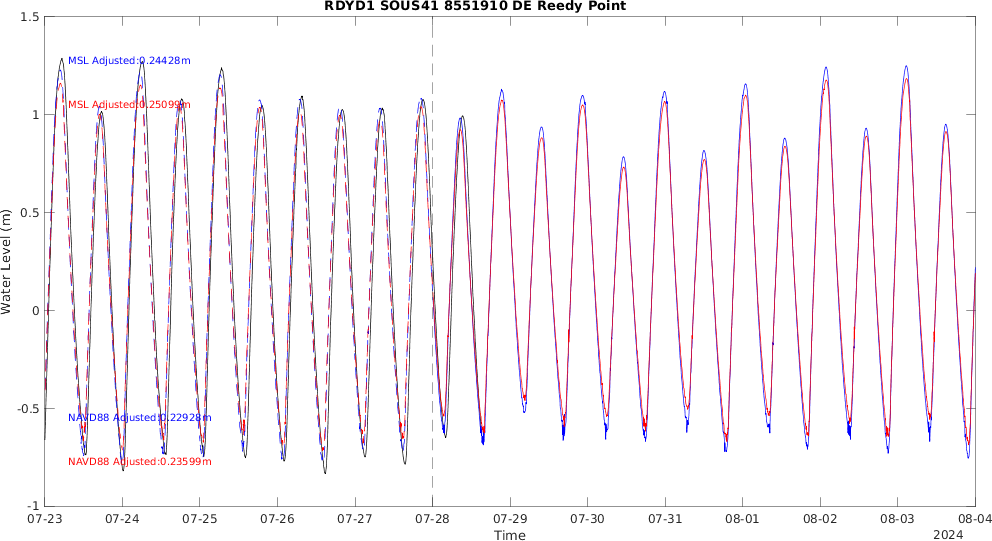 RDYD1 SOUS41 8551910 DE Reedy Point
Water Level (m)
1.5
1
0.5
0
-0.5
-1
MSL Adjusted:0.24428m
MSL Adjusted:0.25099m
NAVD88 Adjusted:0.22928m
NAVD88 Adjusted:0.23599m
07-23 07-24 07-25 07-26 07-27 07-28 07-29 07-30 07-31 08-01 08-02 08-03 08-04
Time
2024